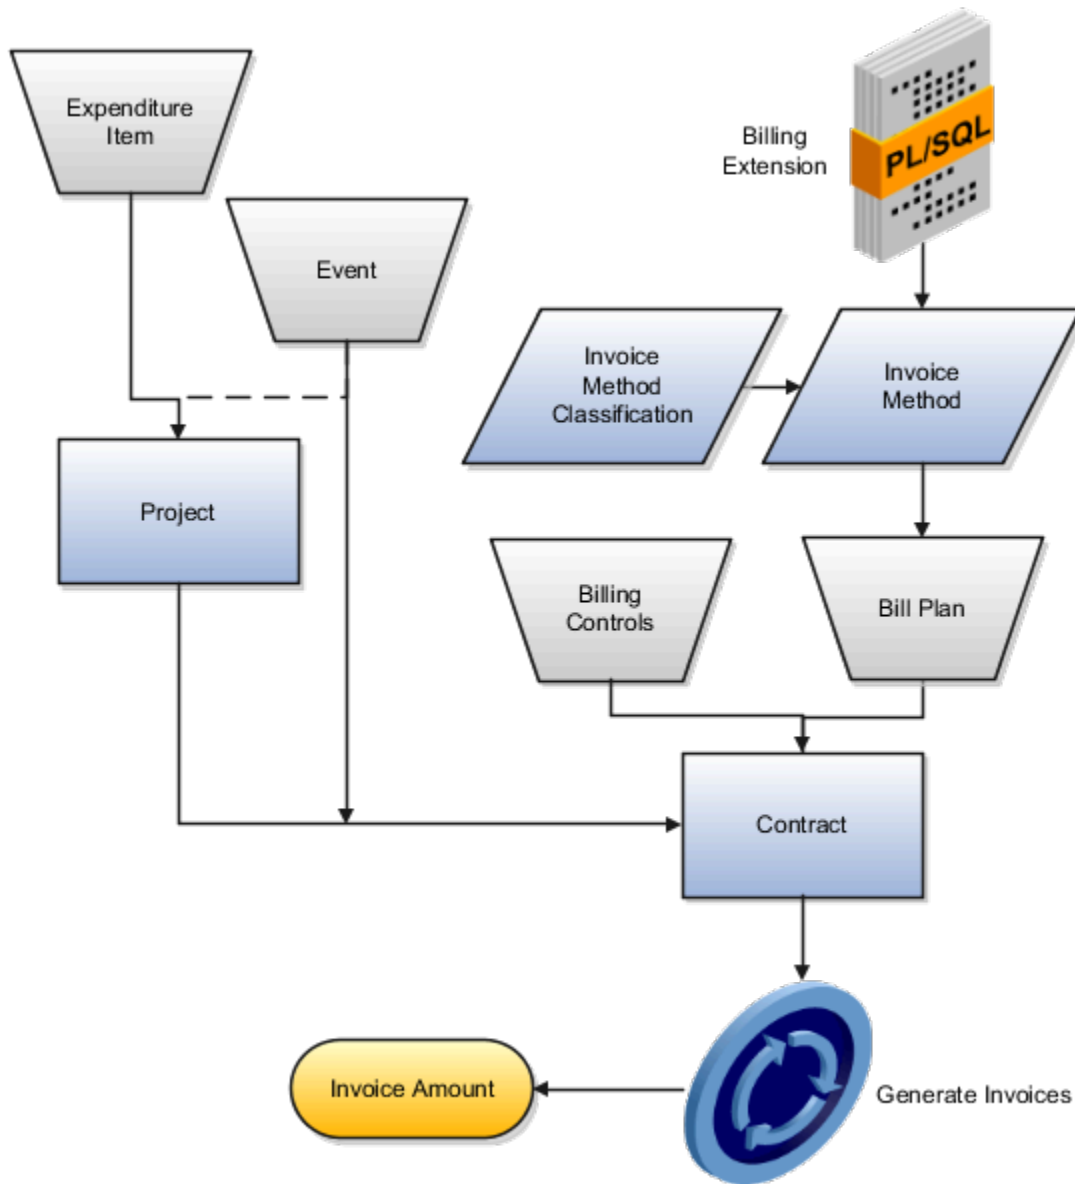 Expenditure
Item
Billing
Extension
PL/SQL
Event
Invoice
Method
Classification
Invoice
Method
Project
Billing
Controls
Bill Plan
Contract
Invoice Amount
Generate Invoices